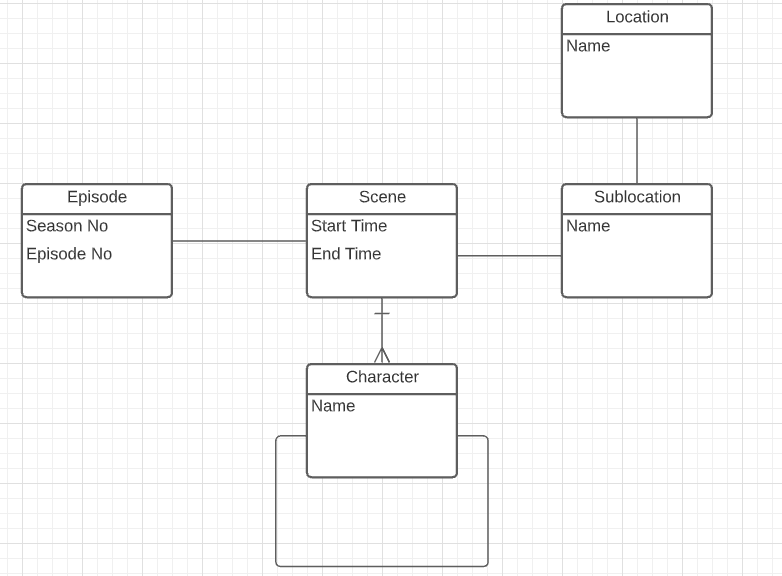 Location
Name
Episode
Season No
Episode No
Scene
Start Time
End Time
Sublocation
Name
Character
Name